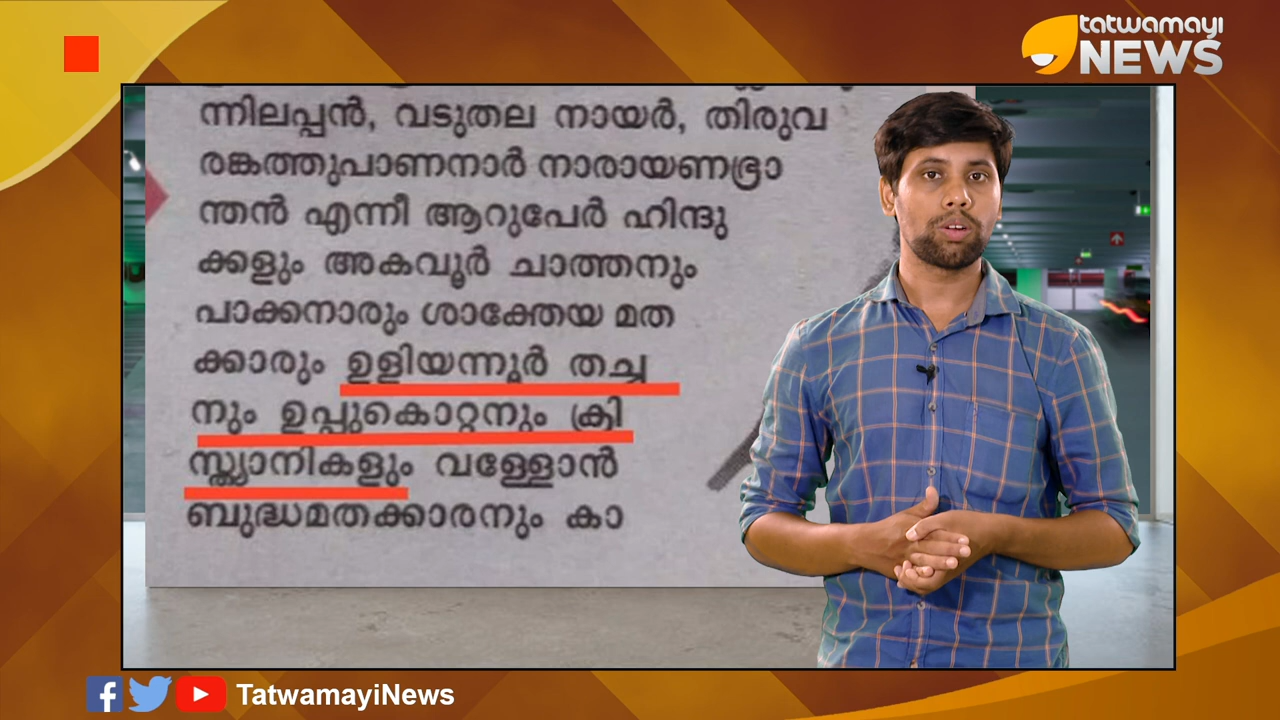 tatwamayi
NEWS
ന്നിലപ്പൻ, വടുതല നായർ, തിരുവ
രങ്കത്തുപാണനാർ നാരായണഭ്രാ
ന്തൻ എന്നീ ആറുപേർ ഹിന്ദു
ക്കളും അകവൂർ ചാത്തനും
പാക്കനാരും ശാക്തേയ മത
ക്കാരും ഉളിയന്നൂർ തച്ച
നും ഉപ്പുകൊറ്റനും ക്രി
സ്ത്യാനികളും വള്ളോൻ
ബുദ്ധമതക്കാരനും കാ
TatwamayiNews